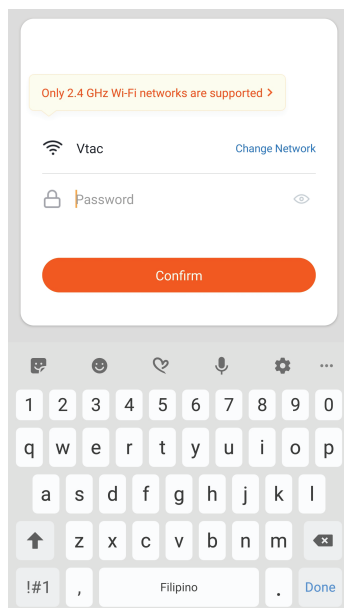 Only 2.4 GHz Wi-Fi networks are supported >
Vtac Change Network
Password
Confirm
1 2 3 4 5 6 7 8 9 0
q w e r t y u i o p
a s d f g h j k l
z x c v b n m
!#1 , Filipino . Done